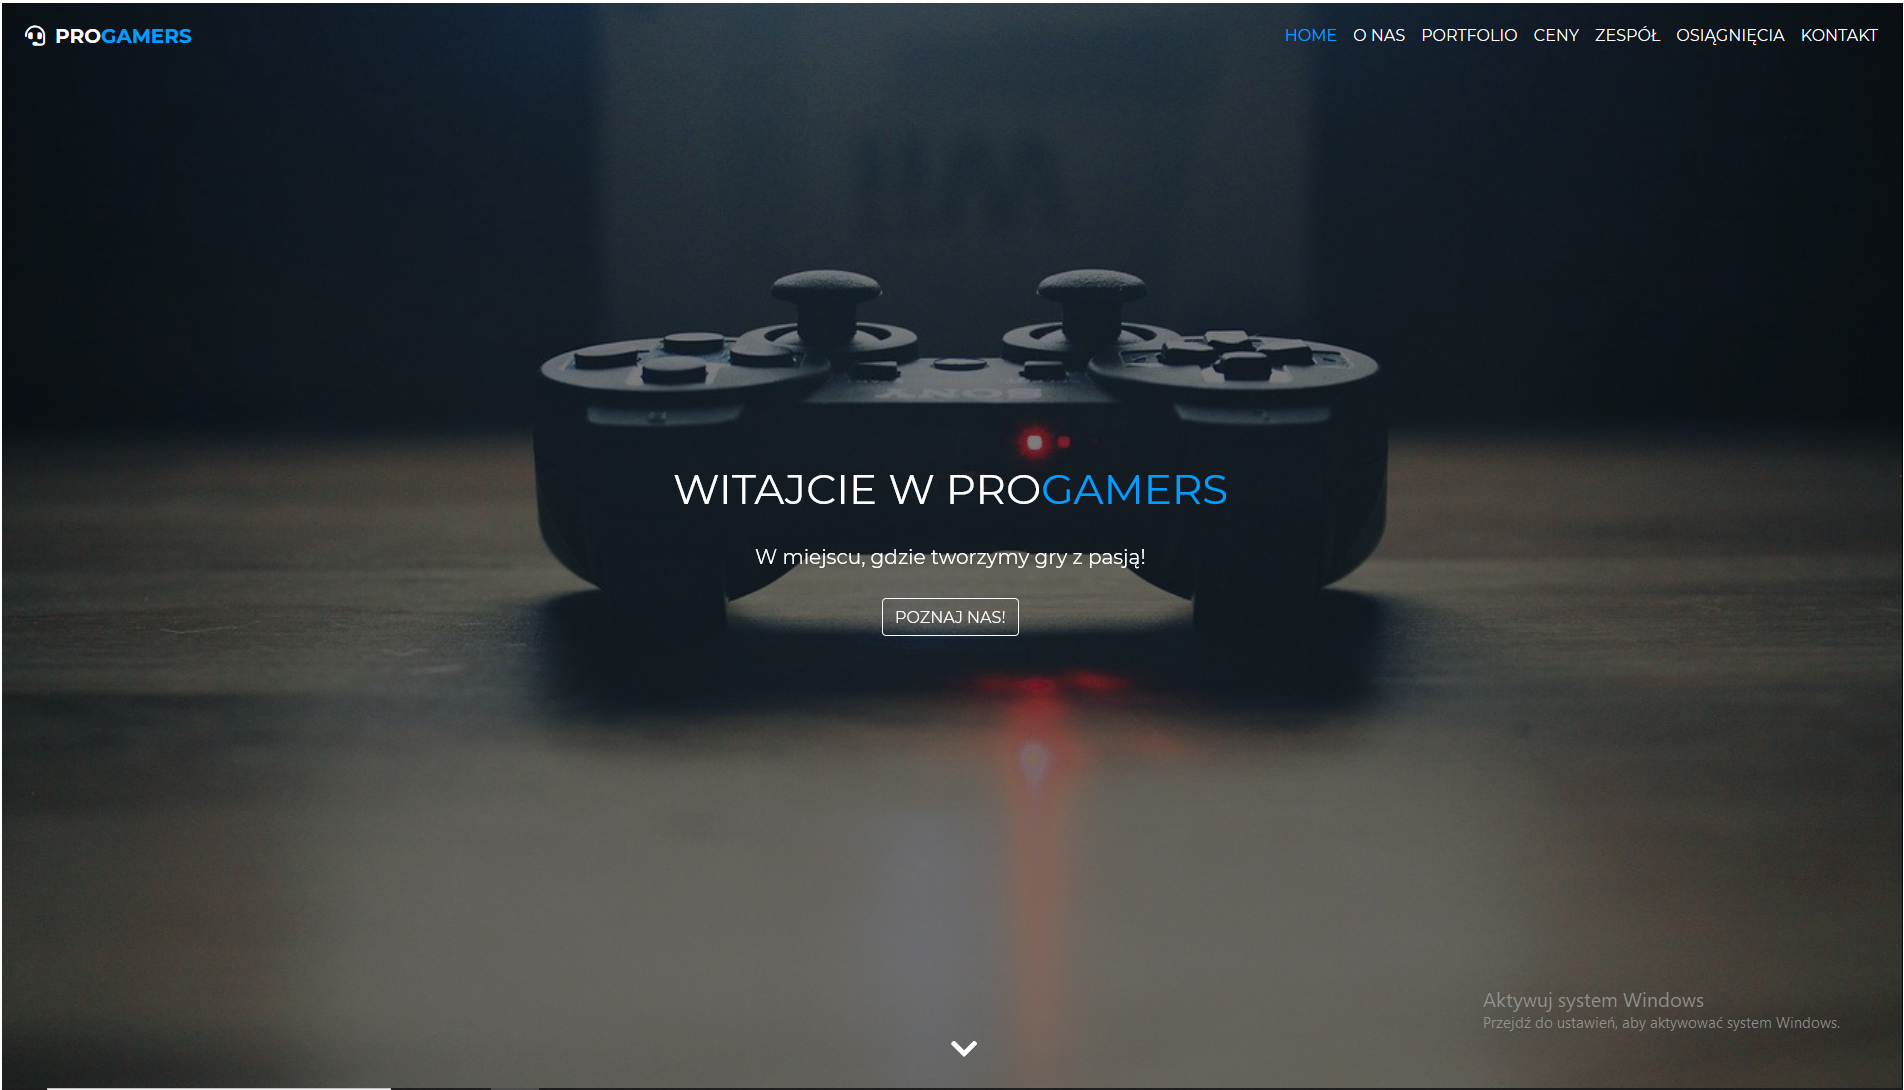 PROGAMERS
HOME O NAS PORTFOLIO CENY ZESPÓŁ OSIĄGNIĘCIA KONTAKT
SONY
WITAJCIE W PROGAMERS
W miejscu, gdzie tworzymy gry z pasją!
POZNAJ NAS!
Aktywuj system Windows
Przejdź do ustawień, aby aktywować system Windows.